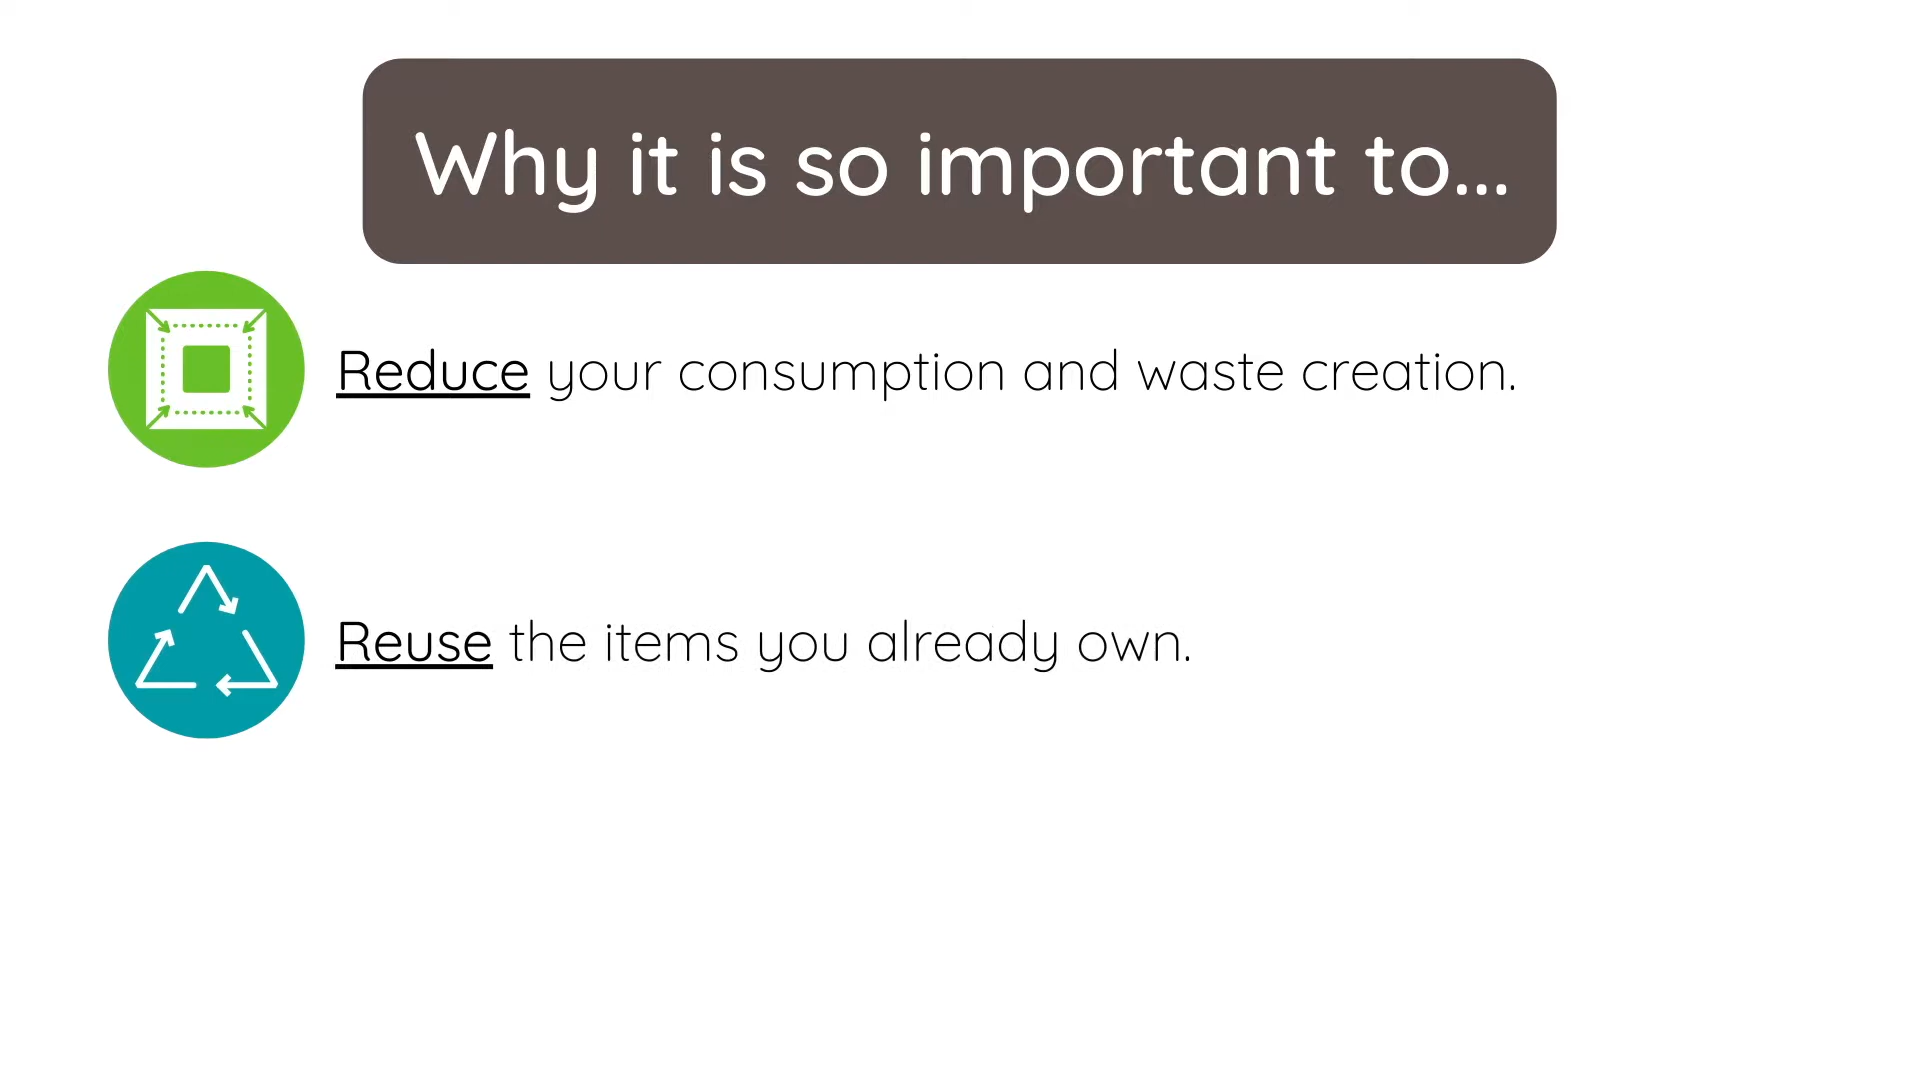 Why it is so important to...
Reduce your consumption and waste creation.
Reuse the items you already own.